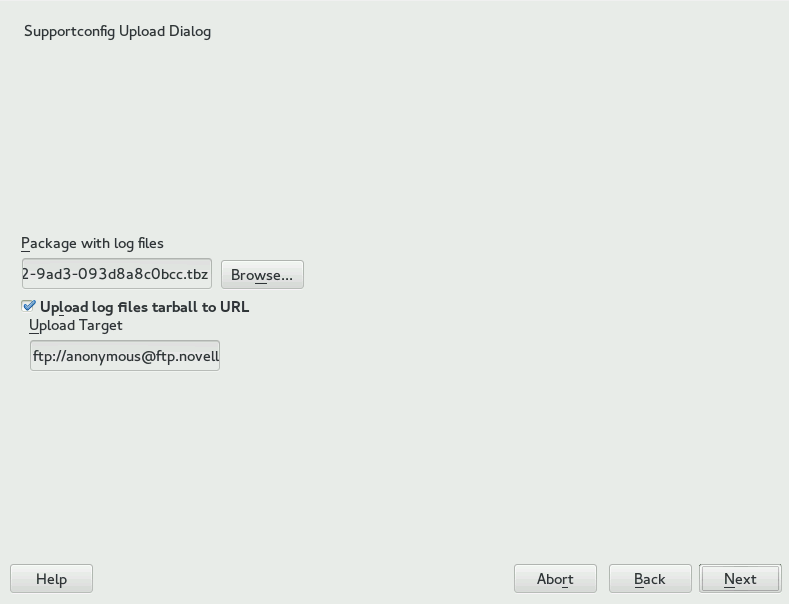 Supportconfig Upload Dialog
Package with log files
2-9ad3-093d8a8c0bcc.tbz
Browse...
Upload log files tarball to URL
Upload Target
ftp://anonymous@ftp.novell
Help
Abort
Back
Next